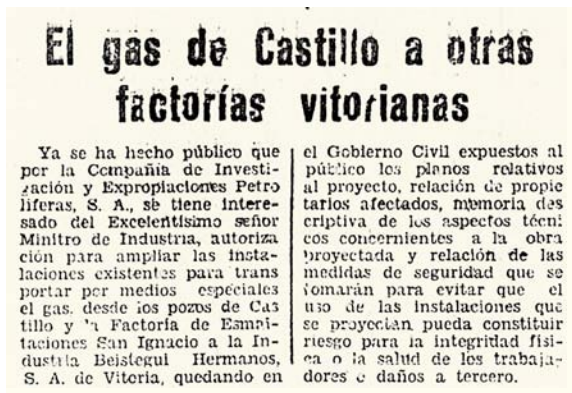 El gas de Castillo a otras
factorías vitorianas
Ya se ha hecho público que
por la Compañía de Investi-
gación y Expropiaciones Petro
líferas, S. A., se tiene intere-
sado del Excelentísimo señor
Minitro de Industria, autoriza
ción para ampliar las insta-
laciones existentes para trans
portar por medios especiales
el gas, desde los pozos de Cas
tillo y la Factoría de Esmpi-
taciones San Ignacio a la In-
dustria Beistegui Hermanos,
S. A. de Vitoria, quedando en
el Gobierno Civil expuestos al
público los planos relativos
al proyecto, relación de propie
tarios afectados, memoria des
criptiva de los aspectos técni
cos concernientes a la obra
proyectada y relación de las
medidas de seguridad que se
tomarán para evitar que el
uso de las instalaciones que
se proyectan pueda constituir
riesgo para la integridad físi-
ca o la salud de los trabaja-
dores o daños a tercero.